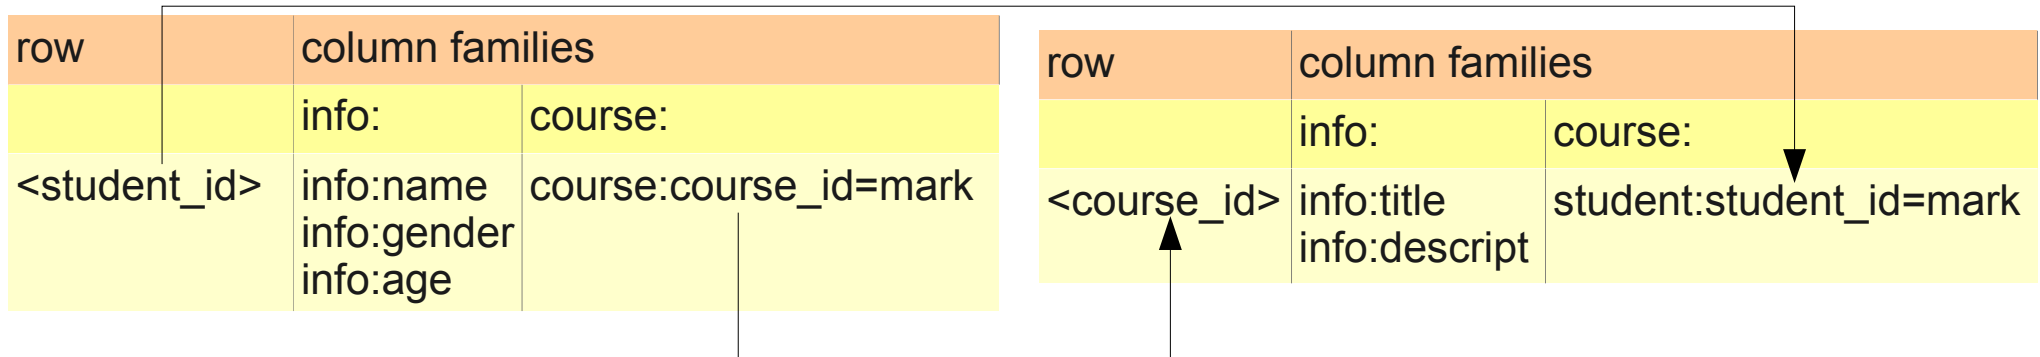 row column families
info: course:
<student_id> info:name course:course_id=mark
info:gender
info:age
row column families
info: course:
<course_id> info:title student:student_id=mark
info:descript